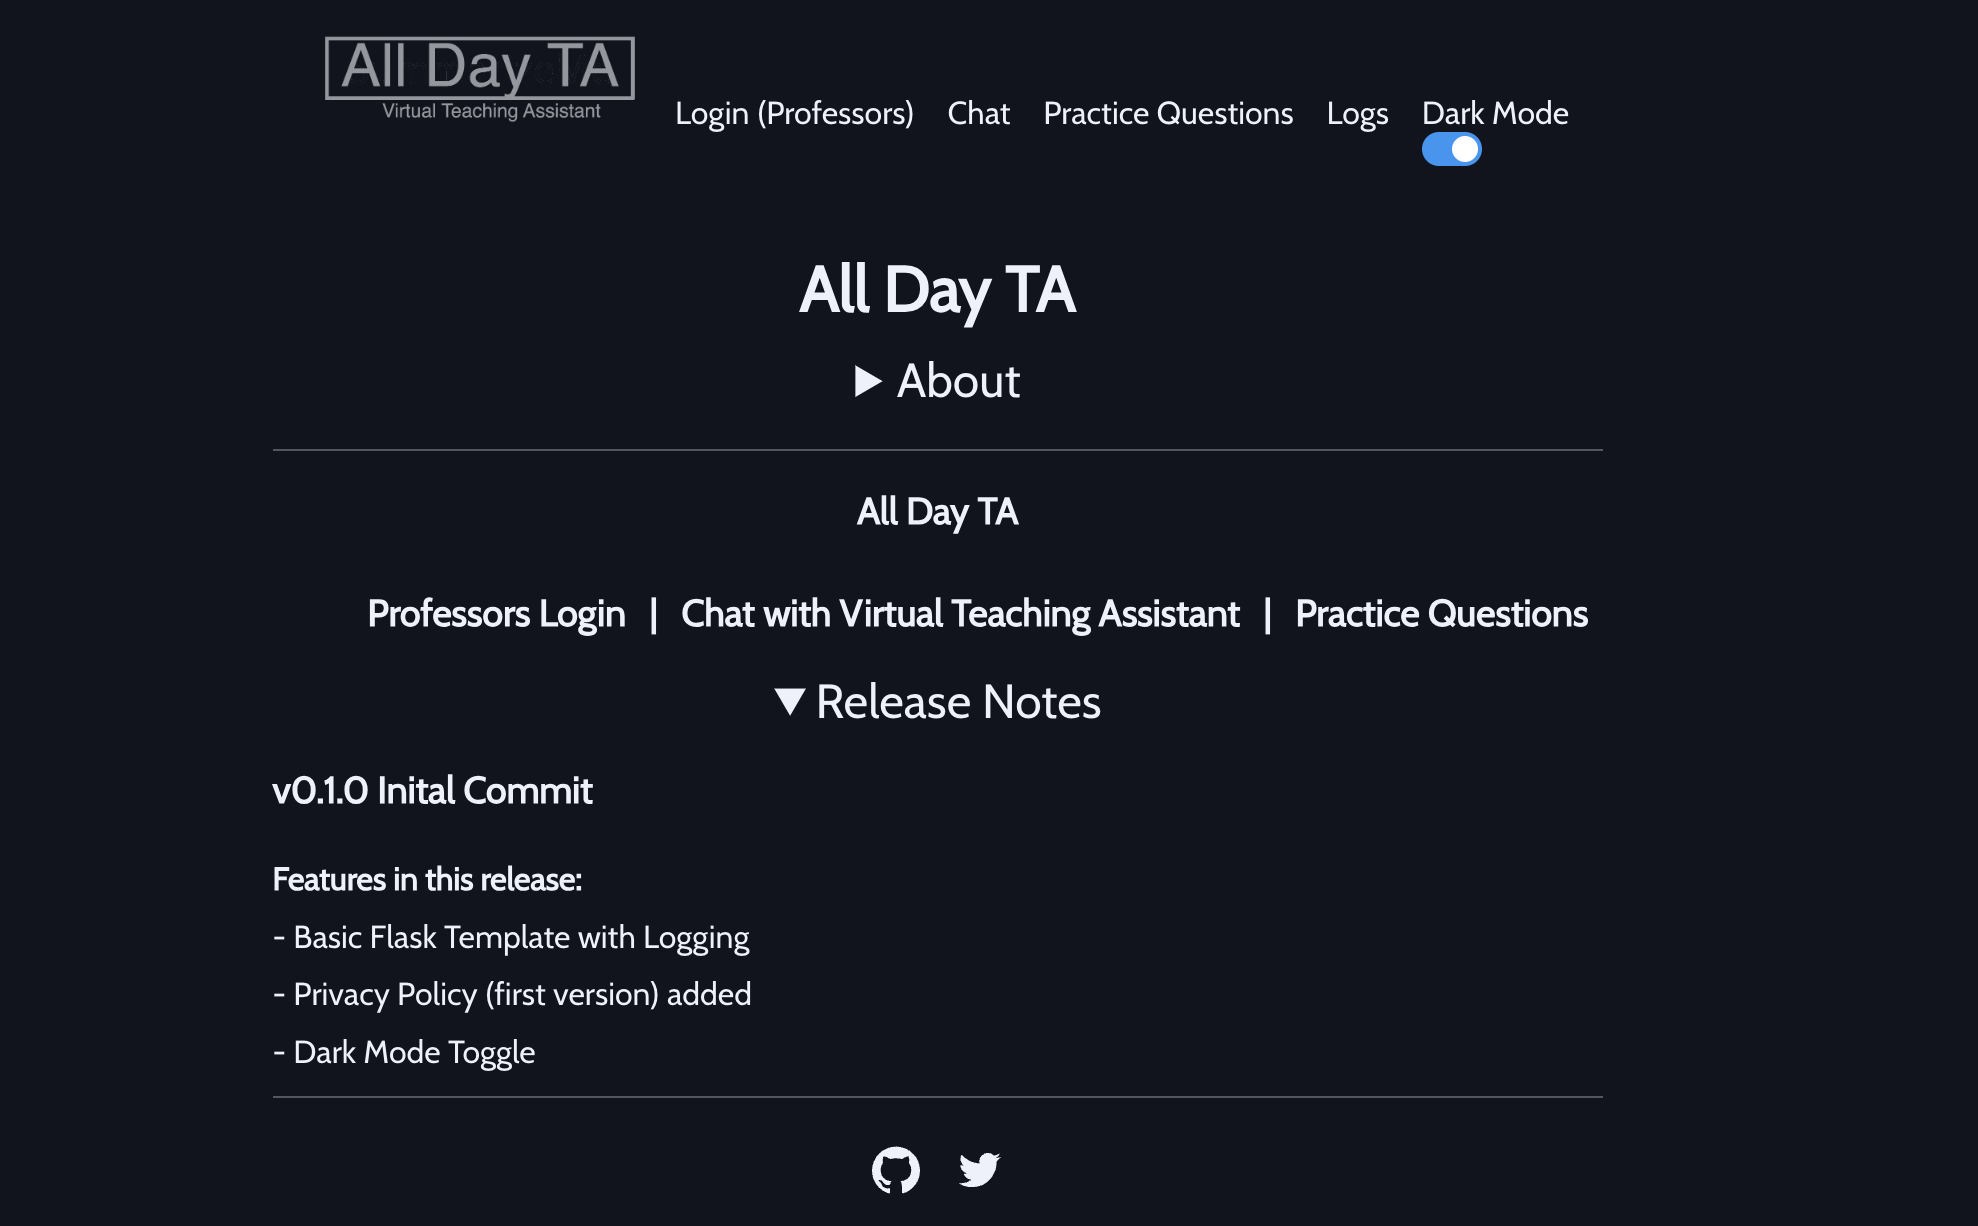 All Day TA
Virtual Teaching Assistant
Login (Professors) Chat Practice Questions Logs Dark Mode
All Day TA
About
All Day TA
Professors Login | Chat with Virtual Teaching Assistant | Practice Questions
Release Notes
v0.1.0 Inital Commit
Features in this release:
- Basic Flask Template with Logging
- Privacy Policy (first version) added
- Dark Mode Toggle